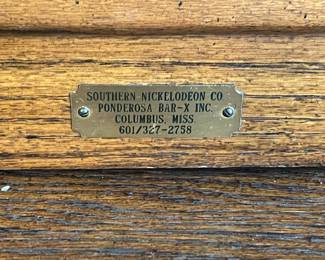 SOUTHERN NICKELODEON CO
PONDEROSA BAR-X INC.
COLUMBUS, MISS
601/327-2758